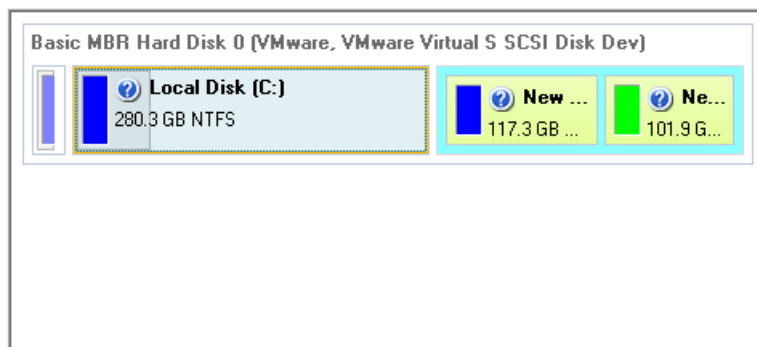 Basic MBR Hard Disk 0 (VMware, VMware Virtual S SCSI Disk Dev)
Local Disk (C:)
280.3 GB NTFS
New ...
117.3 GB ...
Ne...
101.9 G...